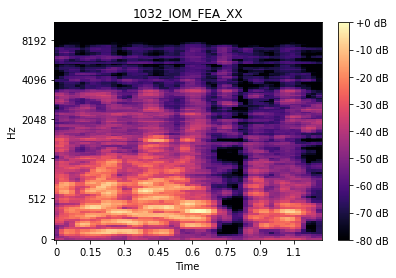 1032_IOM_FEA_XX
+0 dB
8192
-10 dB
4096
-20 dB
-30 dB
2048
Hz
-40 dB
1024
-50 dB
512
-60 dB
-70 dB
0
-80 dB
0 0.15 0.3 0.45 0.6 0.75 0.9 1.1
Time